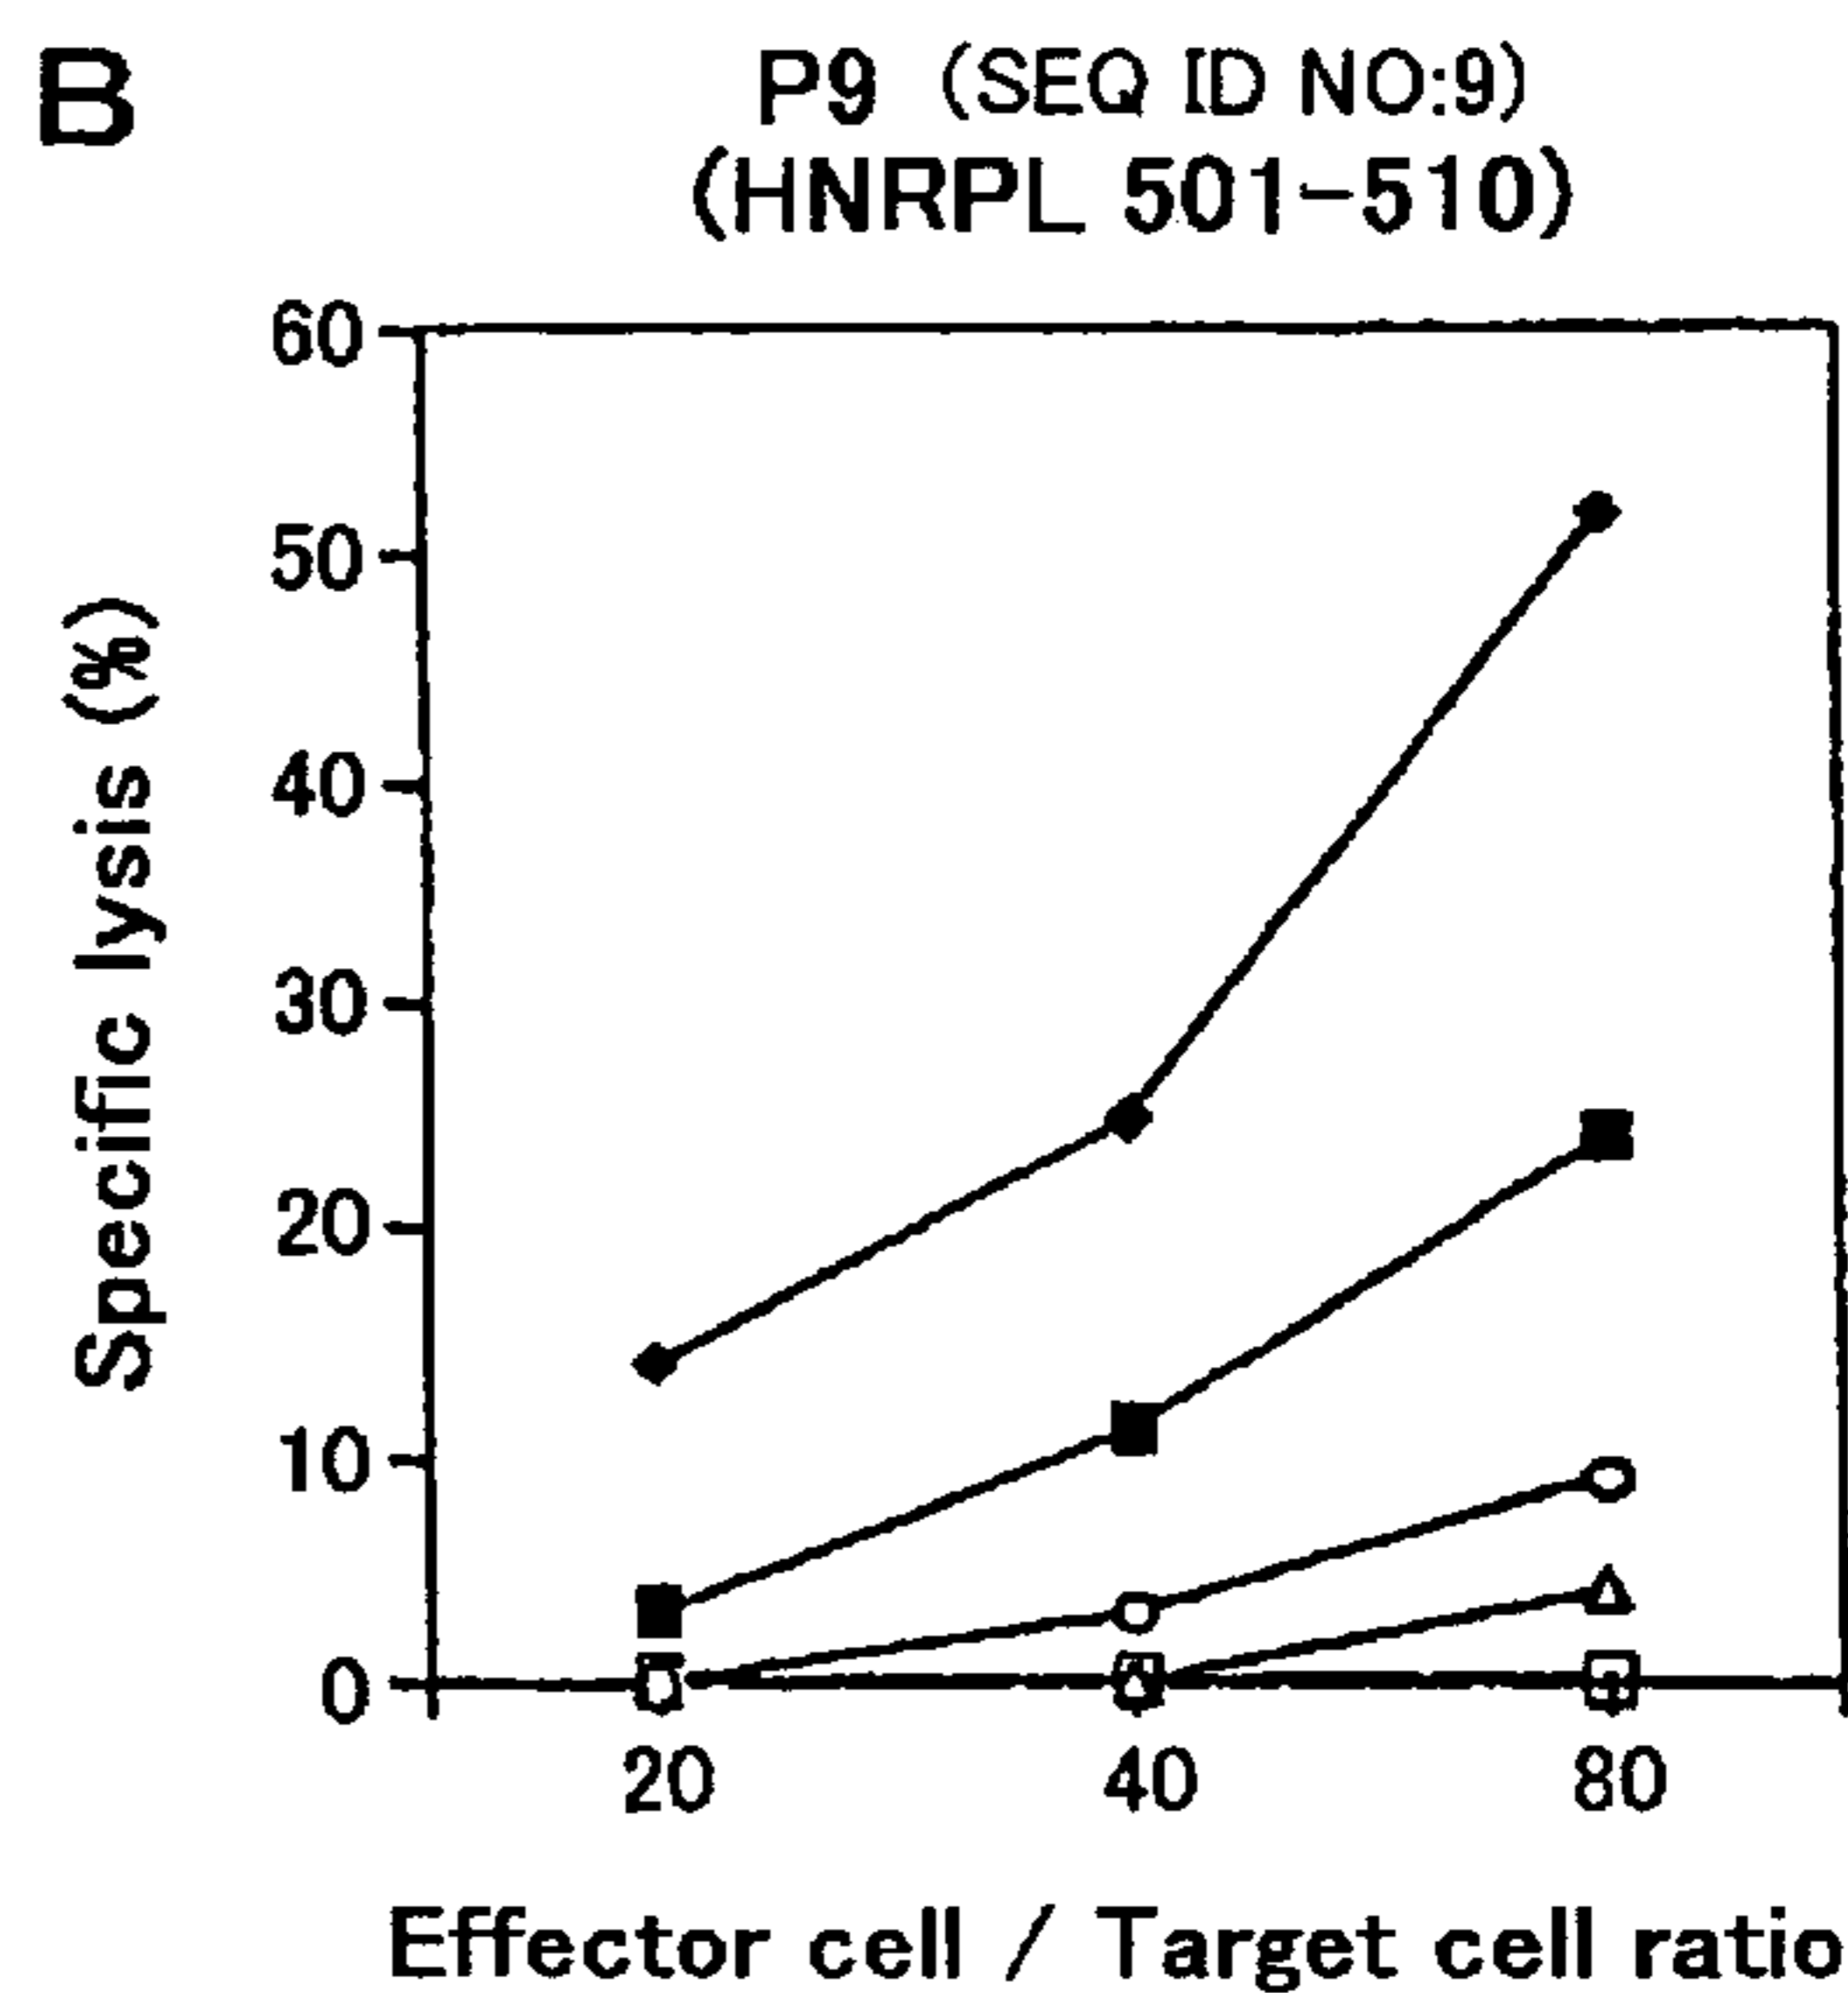 B
P9 (SEQ ID NO:9)
(HNRPL 501-510)
60
50
40
30
20
10
0
Specific lysis (%)
20 40 80
Effector cell / Target cell ratio